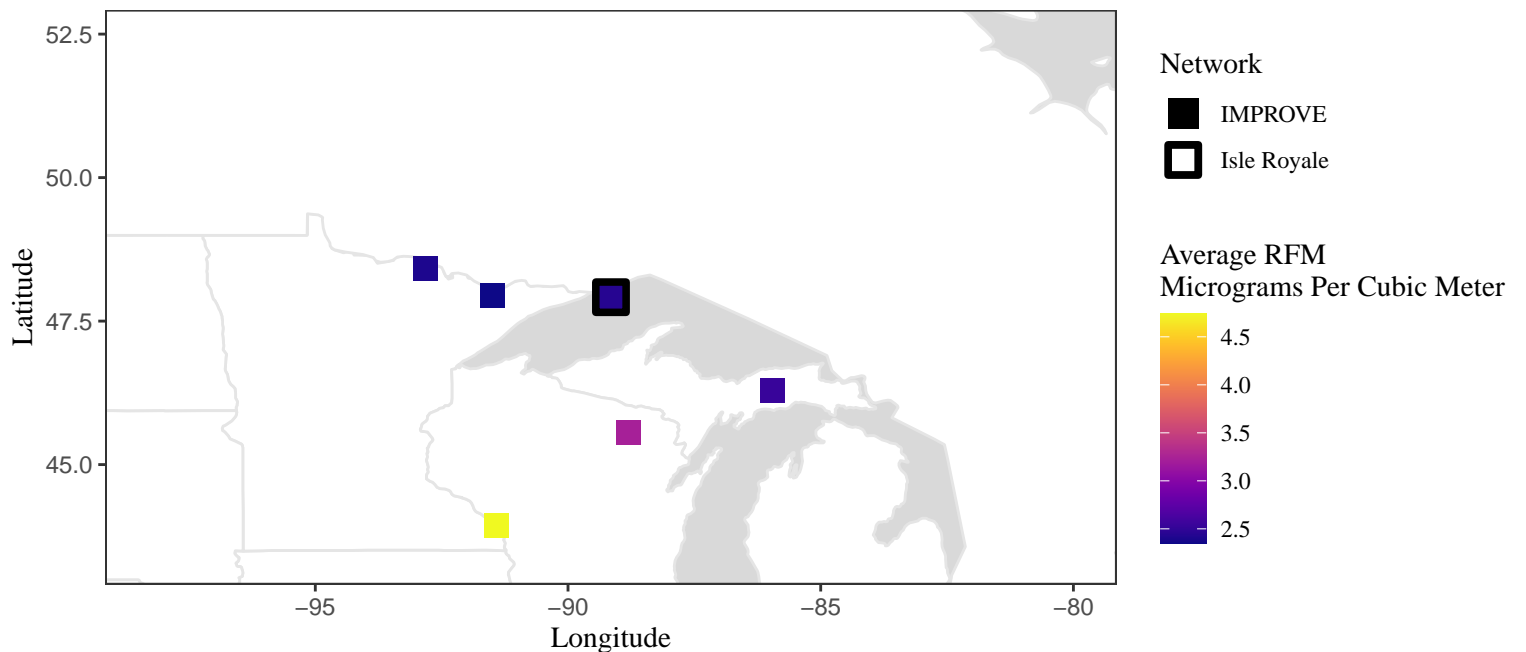 52.5
50.0
47.5
45.0
Latitude
−95
−90
−85
−80
Longitude
Network
IMPROVE
Isle Royale
Average RFM
Micrograms Per Cubic Meter
4.5
4.0
3.5
3.0
2.5